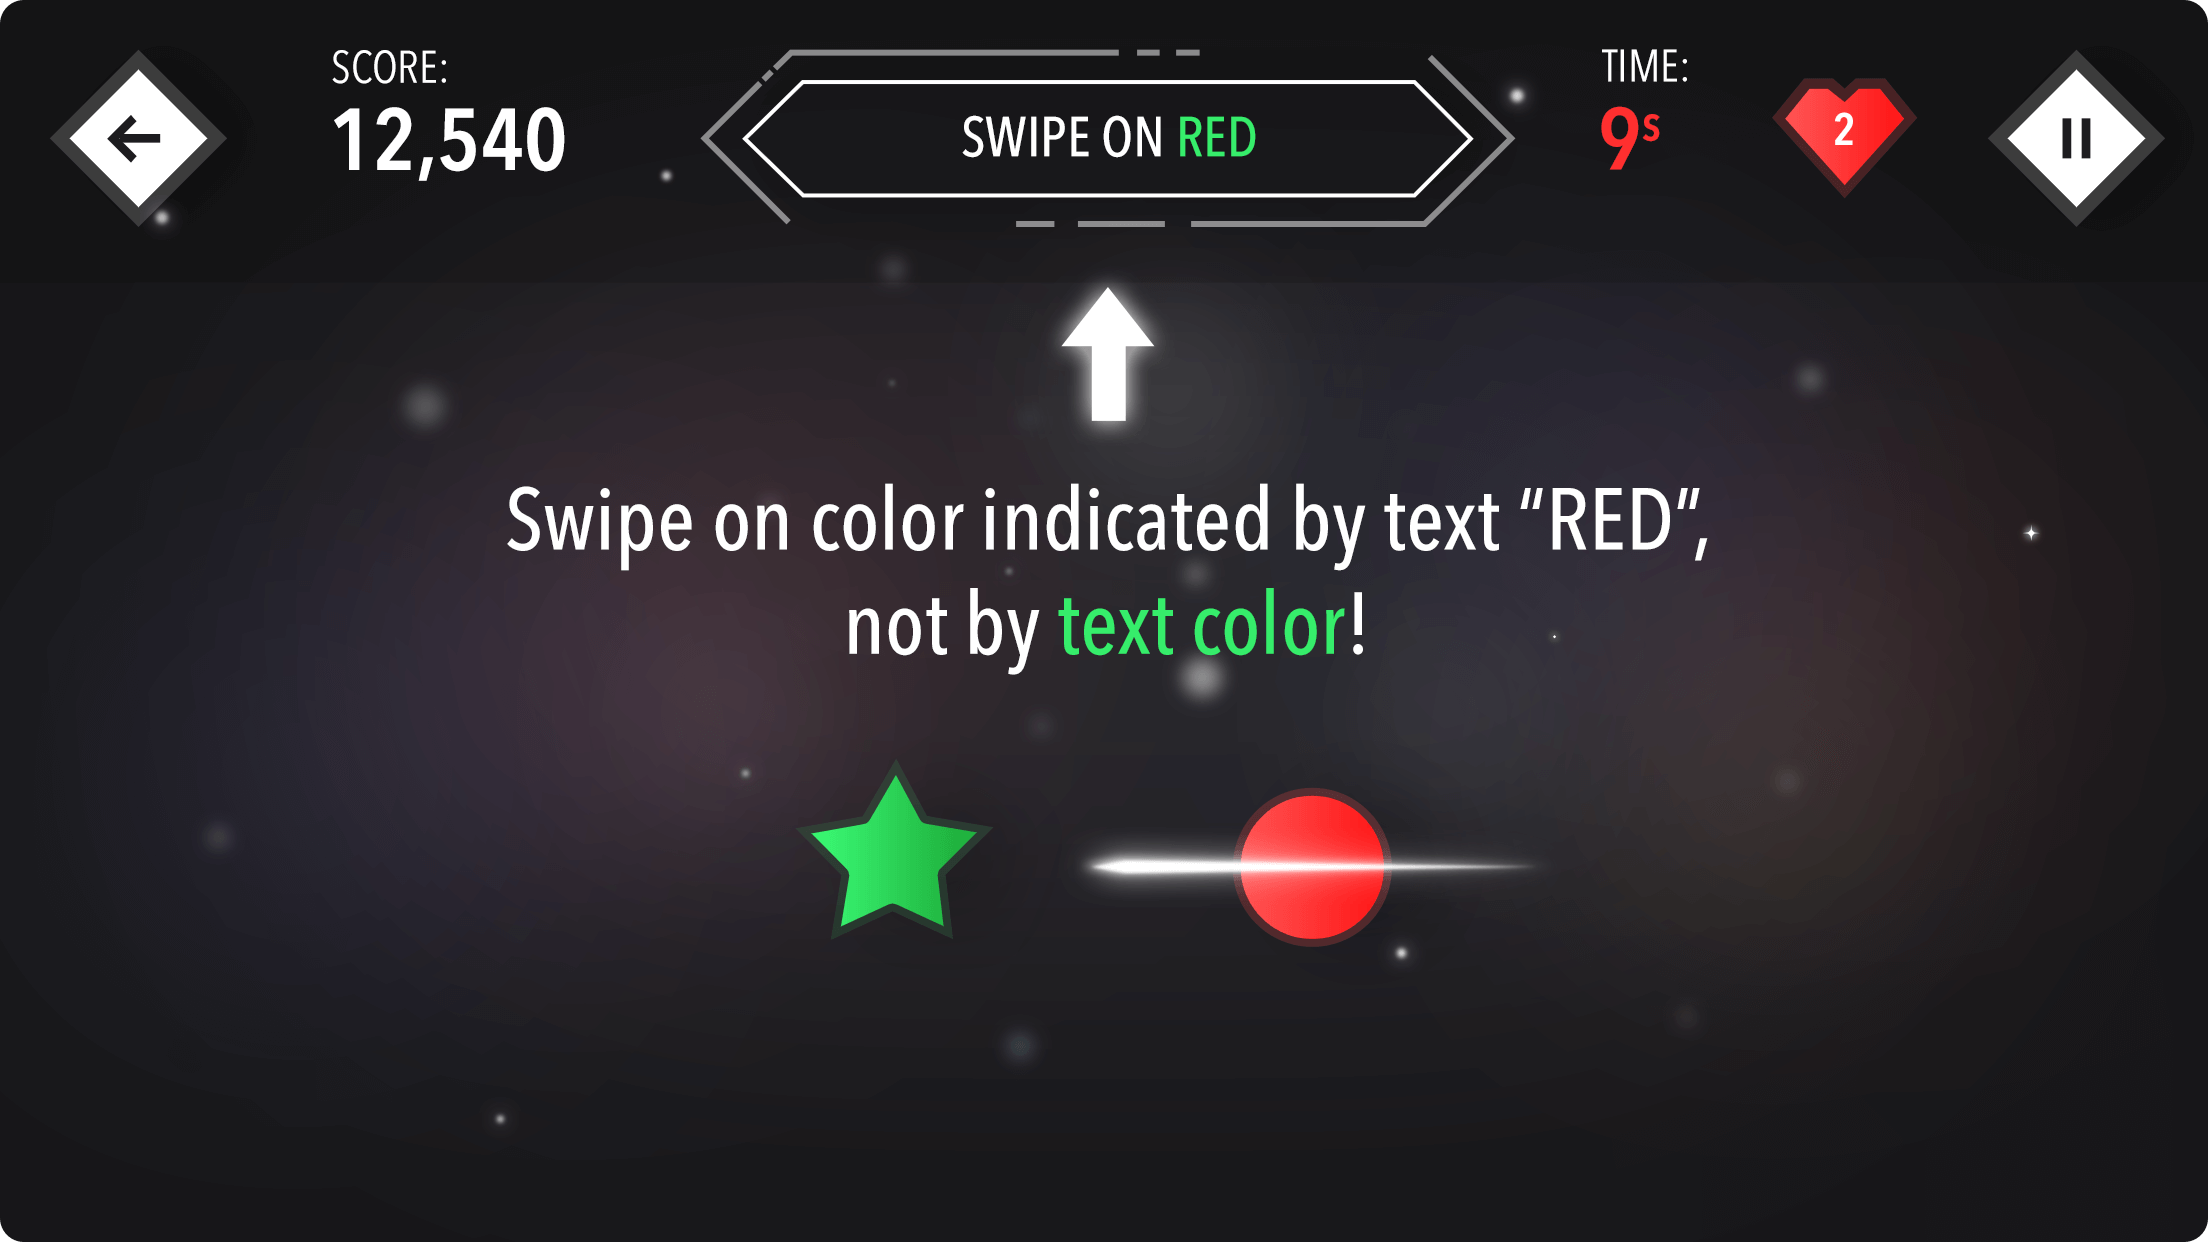 SCORE:
12,540
SWIPE ON RED
TIME:
9s
2
Swipe on color indicated by text “RED“,
not by text color!